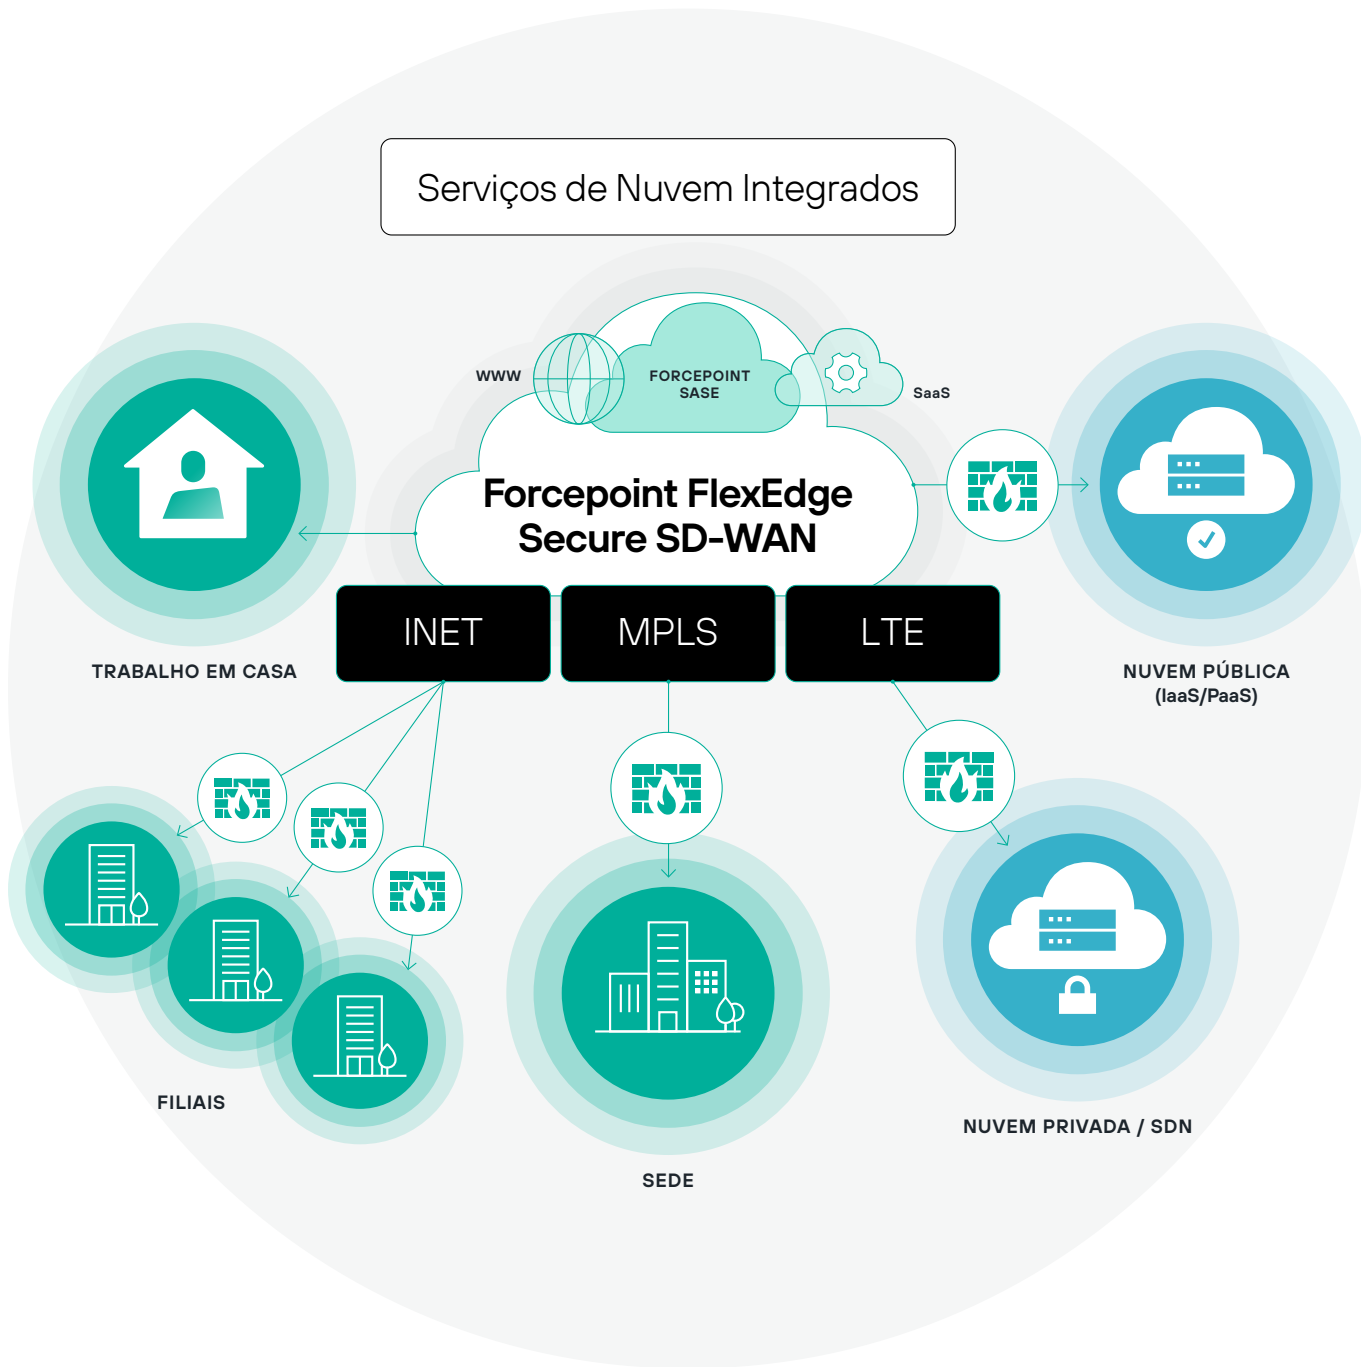 Serviços de Nuvem Integrados
WWW
FORCEPOINT
SASE
SaaS
Forcepoint FlexEdge
Secure SD-WAN
INET
MPLS
LTE
TRABALHO EM CASA
NUVEM PÚBLICA
(IaaS/PaaS)
FILIAIS
NUVEM PRIVADA / SDN
SEDE